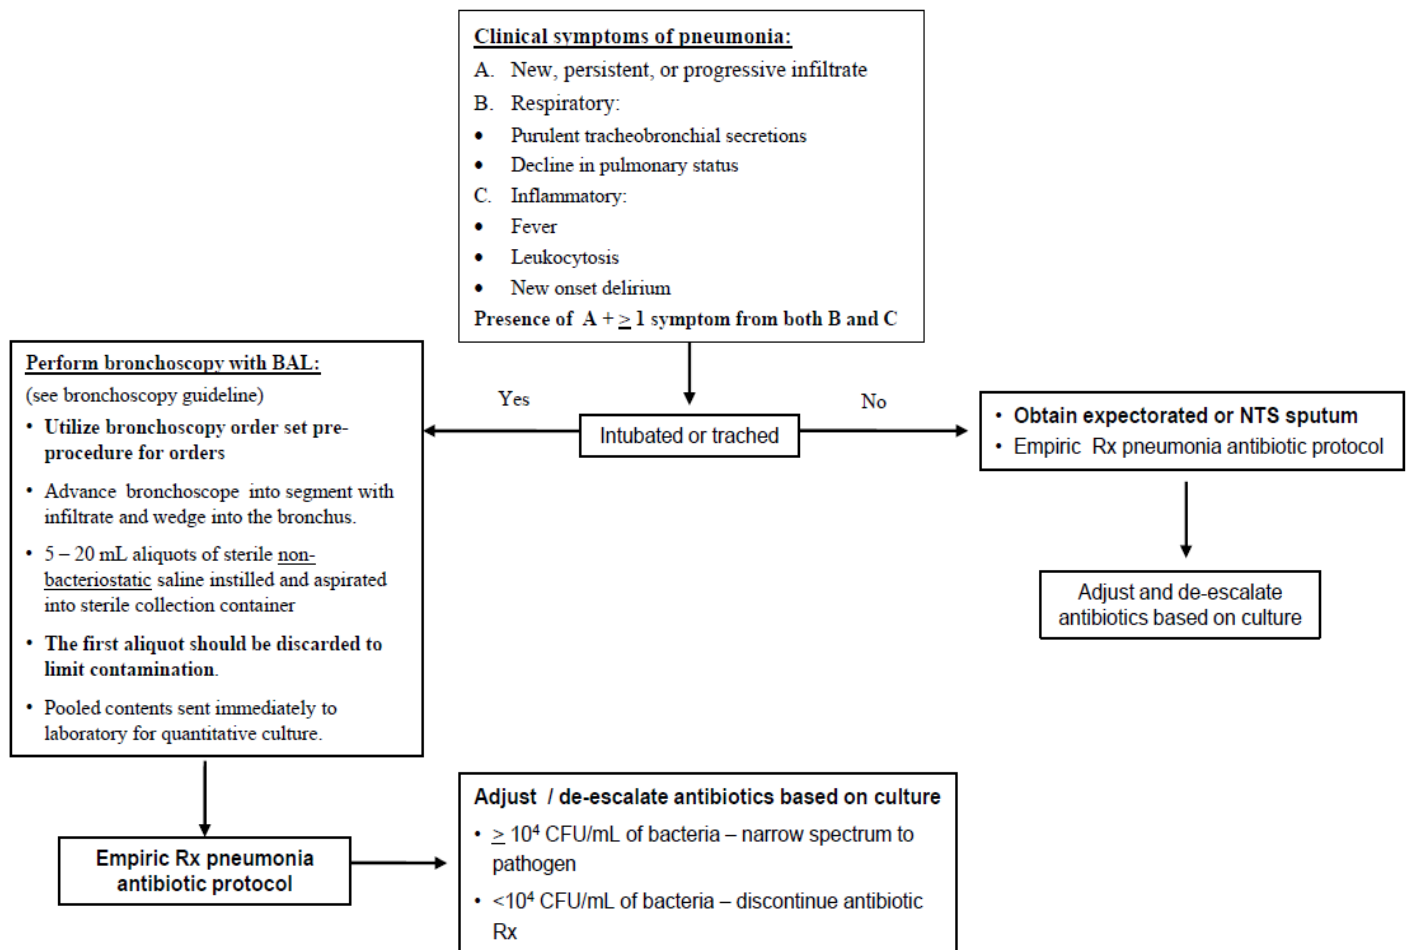 Clinical symptoms of pneumonia:
A. New, persistent, or progressive infiltrate
B. Respiratory:
• Purulent tracheobronchial secretions
• Decline in pulmonary status
C. Inflammatory:
• Fever
• Leukocytosis
• New onset delirium
Presence of A + ≥ 1 symptom from both B and C
Intubated or trached
Yes
No
Perform bronchoscopy with BAL:
(see bronchoscopy guideline)
• Utilize bronchoscopy order set pre-
procedure for orders
• Advance bronchoscope into segment with
infiltrate and wedge into the bronchus.
• 5 – 20 mL aliquots of sterile non-
bacteriostatic saline instilled and aspirated
into sterile collection container
• The first aliquot should be discarded to
limit contamination.
• Pooled contents sent immediately to
laboratory for quantitative culture.
Empiric Rx pneumonia
antibiotic protocol
Adjust / de-escalate antibiotics based on culture
• ≥ 10⁴ CFU/mL of bacteria – narrow spectrum to
pathogen
• <10⁴ CFU/mL of bacteria – discontinue antibiotic
Rx
• Obtain expectorated or NTS sputum
• Empiric Rx pneumonia antibiotic protocol
Adjust and de-escalate
antibiotics based on culture